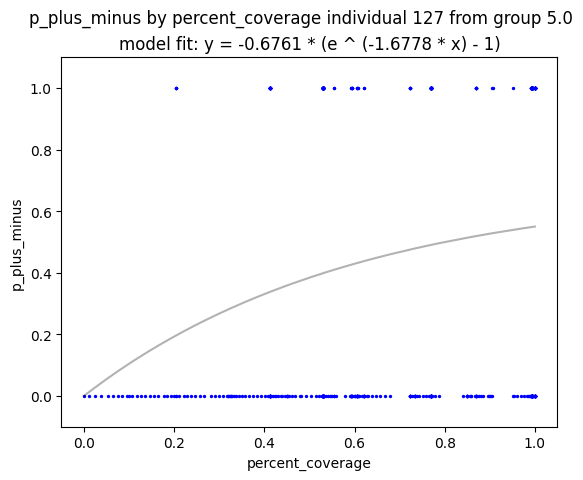 p_plus_minus by percent_coverage individual 127 from group 5.0
model fit: y = -0.6761 * (e ^ (-1.6778 * x) - 1)
1.0
0.8
0.6
0.4
0.2
0.0
p_plus_minus
0.0 0.2 0.4 0.6 0.8 1.0
percent_coverage